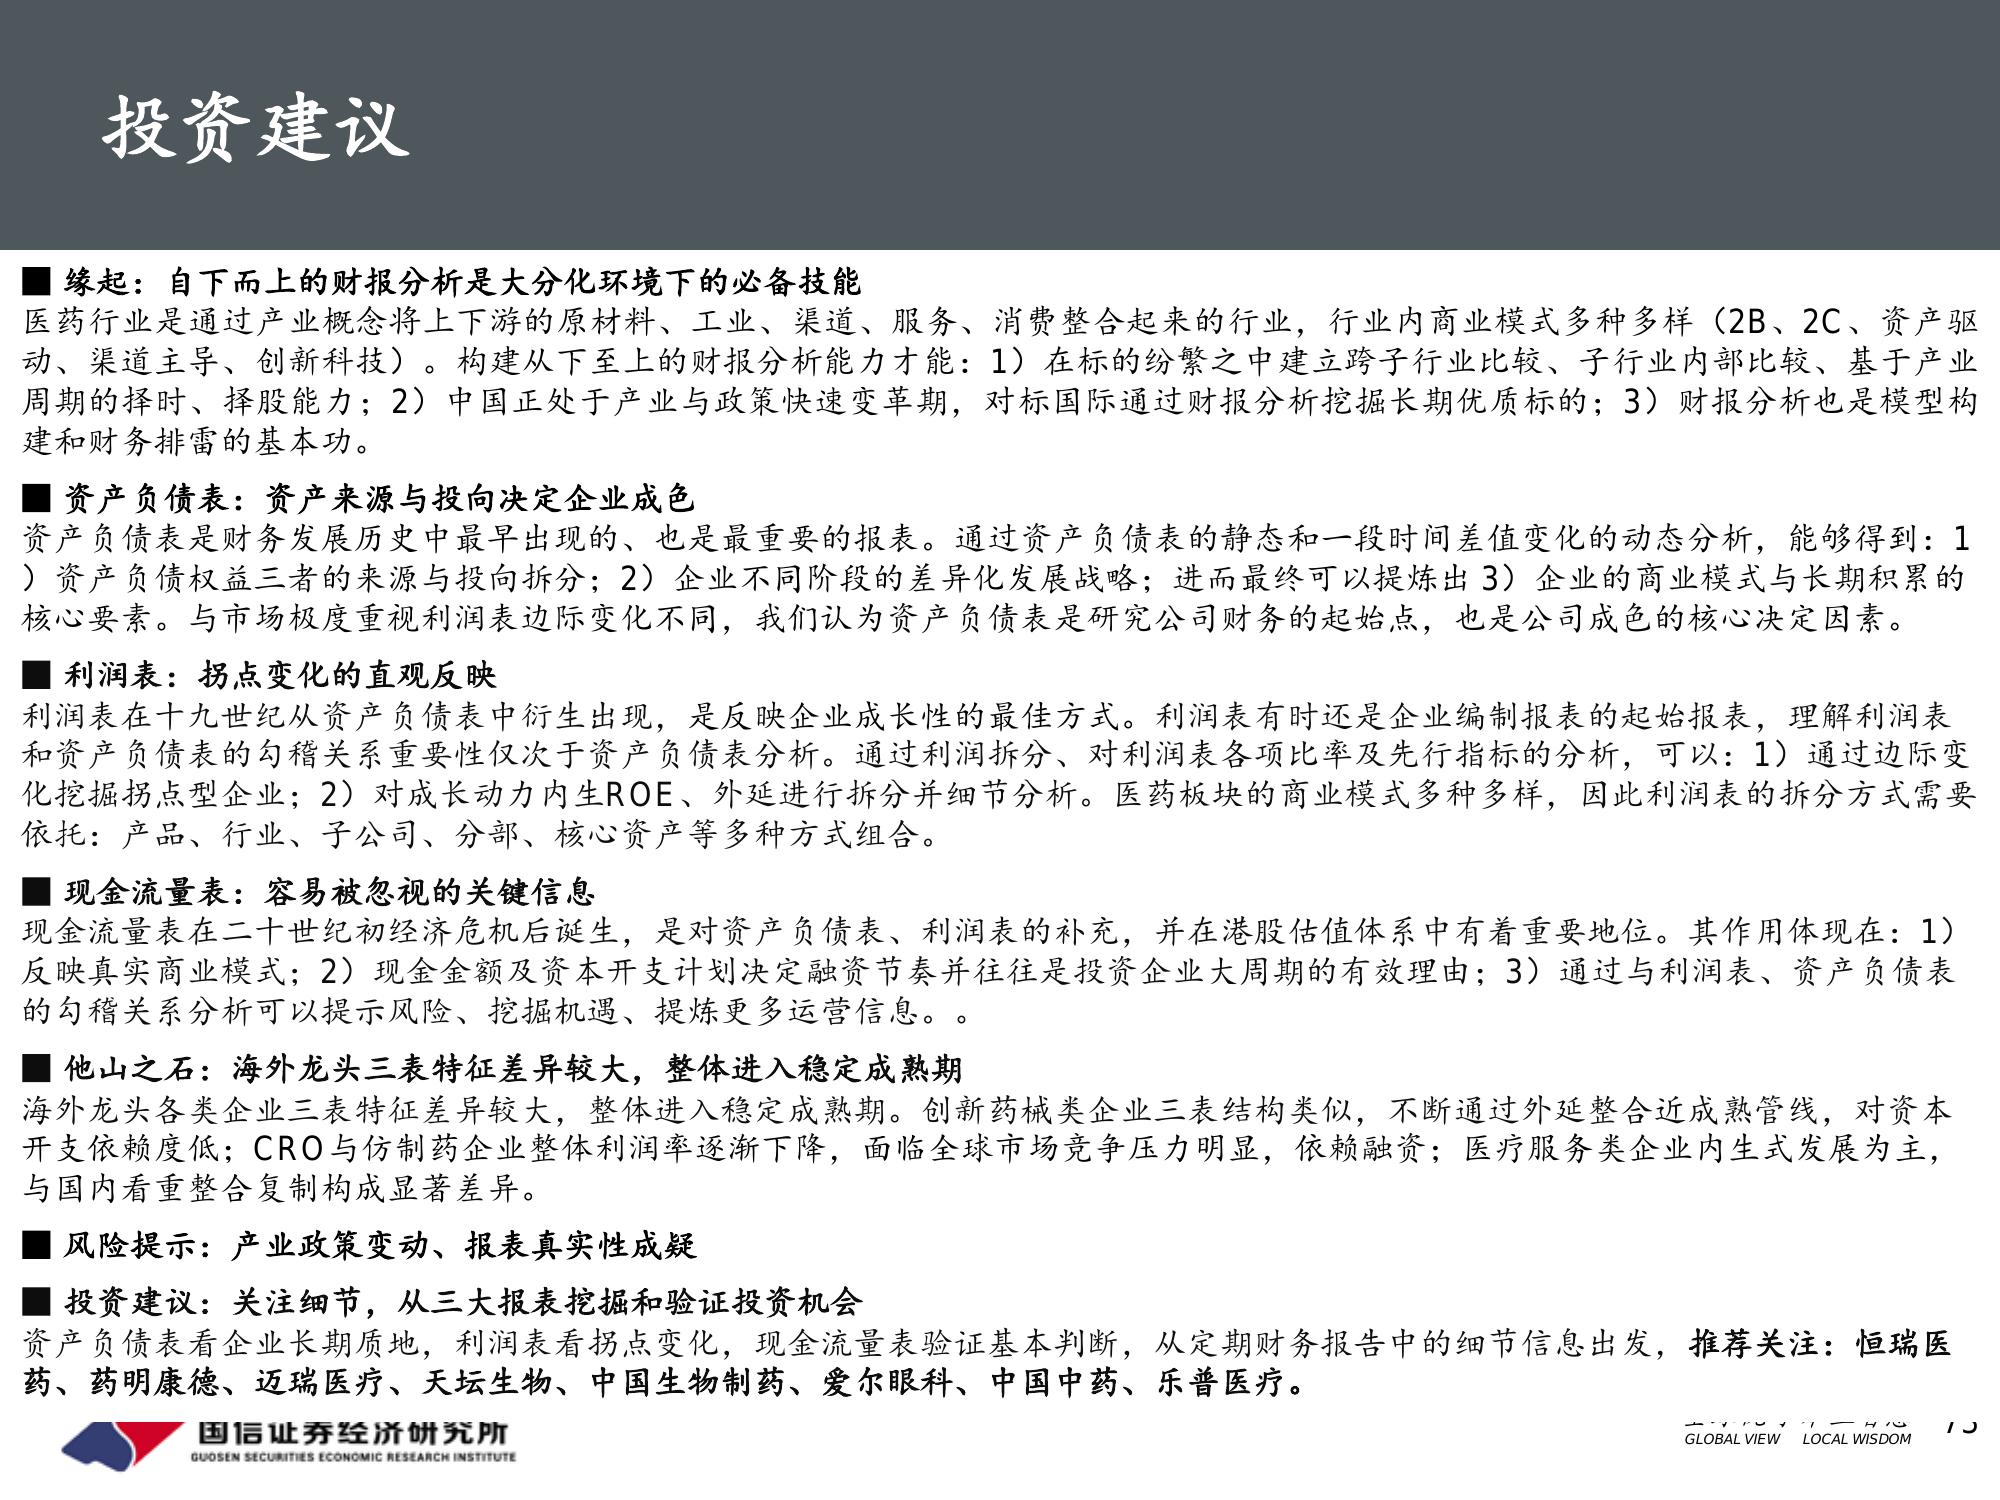 投资建议
■ 缘起：自下而上的财报分析是大分化环境下的必备技能
医药行业是通过产业概念将上下游的原材料、工业、渠道、服务、消费整合起来的行业，行业内商业模式多种多样（2B、2C、资产驱
动、渠道主导、创新科技）。构建从下至上的财报分析能力才能：1）在标的纷繁之中建立跨子行业比较、子行业内部比较、基于产业
周期的择时、择股能力；2）中国正处于产业与政策快速变革期，对标国际通过财报分析挖掘长期优质标的；3）财报分析也是模型构
建和财务排雷的基本功。
■ 资产负债表：资产来源与投向决定企业成色
资产负债表是财务发展历史中最早出现的、也是最重要的报表。通过资产负债表的静态和一段时间差值变化的动态分析，能够得到：1
）资产负债权益三者的来源与投向拆分；2）企业不同阶段的差异化发展战略；进而最终可以提炼出 3）企业的商业模式与长期积累的
核心要素。与市场极度重视利润表边际变化不同，我们认为资产负债表是研究公司财务的起始点，也是公司成色的核心决定因素。
■ 利润表：拐点变化的直观反映
利润表在十九世纪从资产负债表中衍生出现，是反映企业成长性的最佳方式。利润表有时还是企业编制报表的起始报表，理解利润表
和资产负债表的勾稽关系重要性仅次于资产负债表分析。通过利润拆分、对利润表各项比率及先行指标的分析，可以：1）通过边际变
化挖掘拐点型企业；2）对成长动力内生ROE、外延进行拆分并细节分析。医药板块的商业模式多种多样，因此利润表的拆分方式需要
依托：产品、行业、子公司、分部、核心资产等多种方式组合。
■ 现金流量表：容易被忽视的关键信息
现金流量表在二十世纪初经济危机后诞生，是对资产负债表、利润表的补充，并在港股估值体系中有着重要地位。其作用体现在：1）
反映真实商业模式；2）现金金额及资本开支计划决定融资节奏并往往是投资企业大周期的有效理由；3）通过与利润表、资产负债表
的勾稽关系分析可以提示风险、挖掘机遇、提炼更多运营信息。。
■ 他山之石：海外龙头三表特征差异较大，整体进入稳定成熟期
海外龙头各类企业三表特征差异较大，整体进入稳定成熟期。创新药械类企业三表结构类似，不断通过外延整合近成熟管线，对资本
开支依赖度低；CRO与仿制药企业整体利润率逐渐下降，面临全球市场竞争压力明显，依赖融资；医疗服务类企业内生式发展为主，
与国内看重整合复制构成显著差异。
■ 风险提示：产业政策变动、报表真实性成疑
■ 投资建议：关注细节，从三大报表挖掘和验证投资机会
资产负债表看企业长期质地，利润表看拐点变化，现金流量表验证基本判断，从定期财务报告中的细节信息出发，推荐关注：恒瑞医
药、药明康德、迈瑞医疗、天坛生物、中国生物制药、爱尔眼科、中国中药、乐普医疗。
国信证券经济研究所
GUOSEN SECURITIES ECONOMIC RESEARCH INSTITUTE
GLOBAL VIEW LOCAL WISDOM